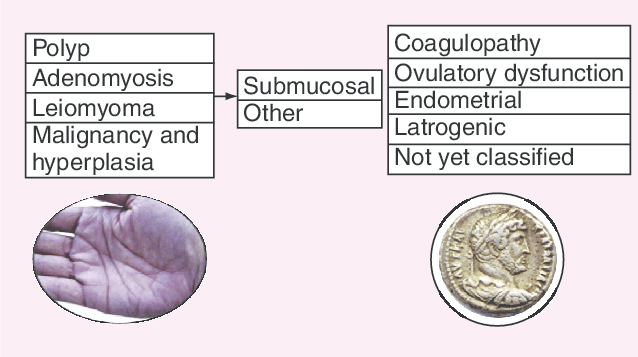 Polyp
Adenomyosis
Leiomyoma
Malignancy and
hyperplasia
Submucosal
Other
Coagulopathy
Ovulatory dysfunction
Endometrial
Latrogenic
Not yet classified